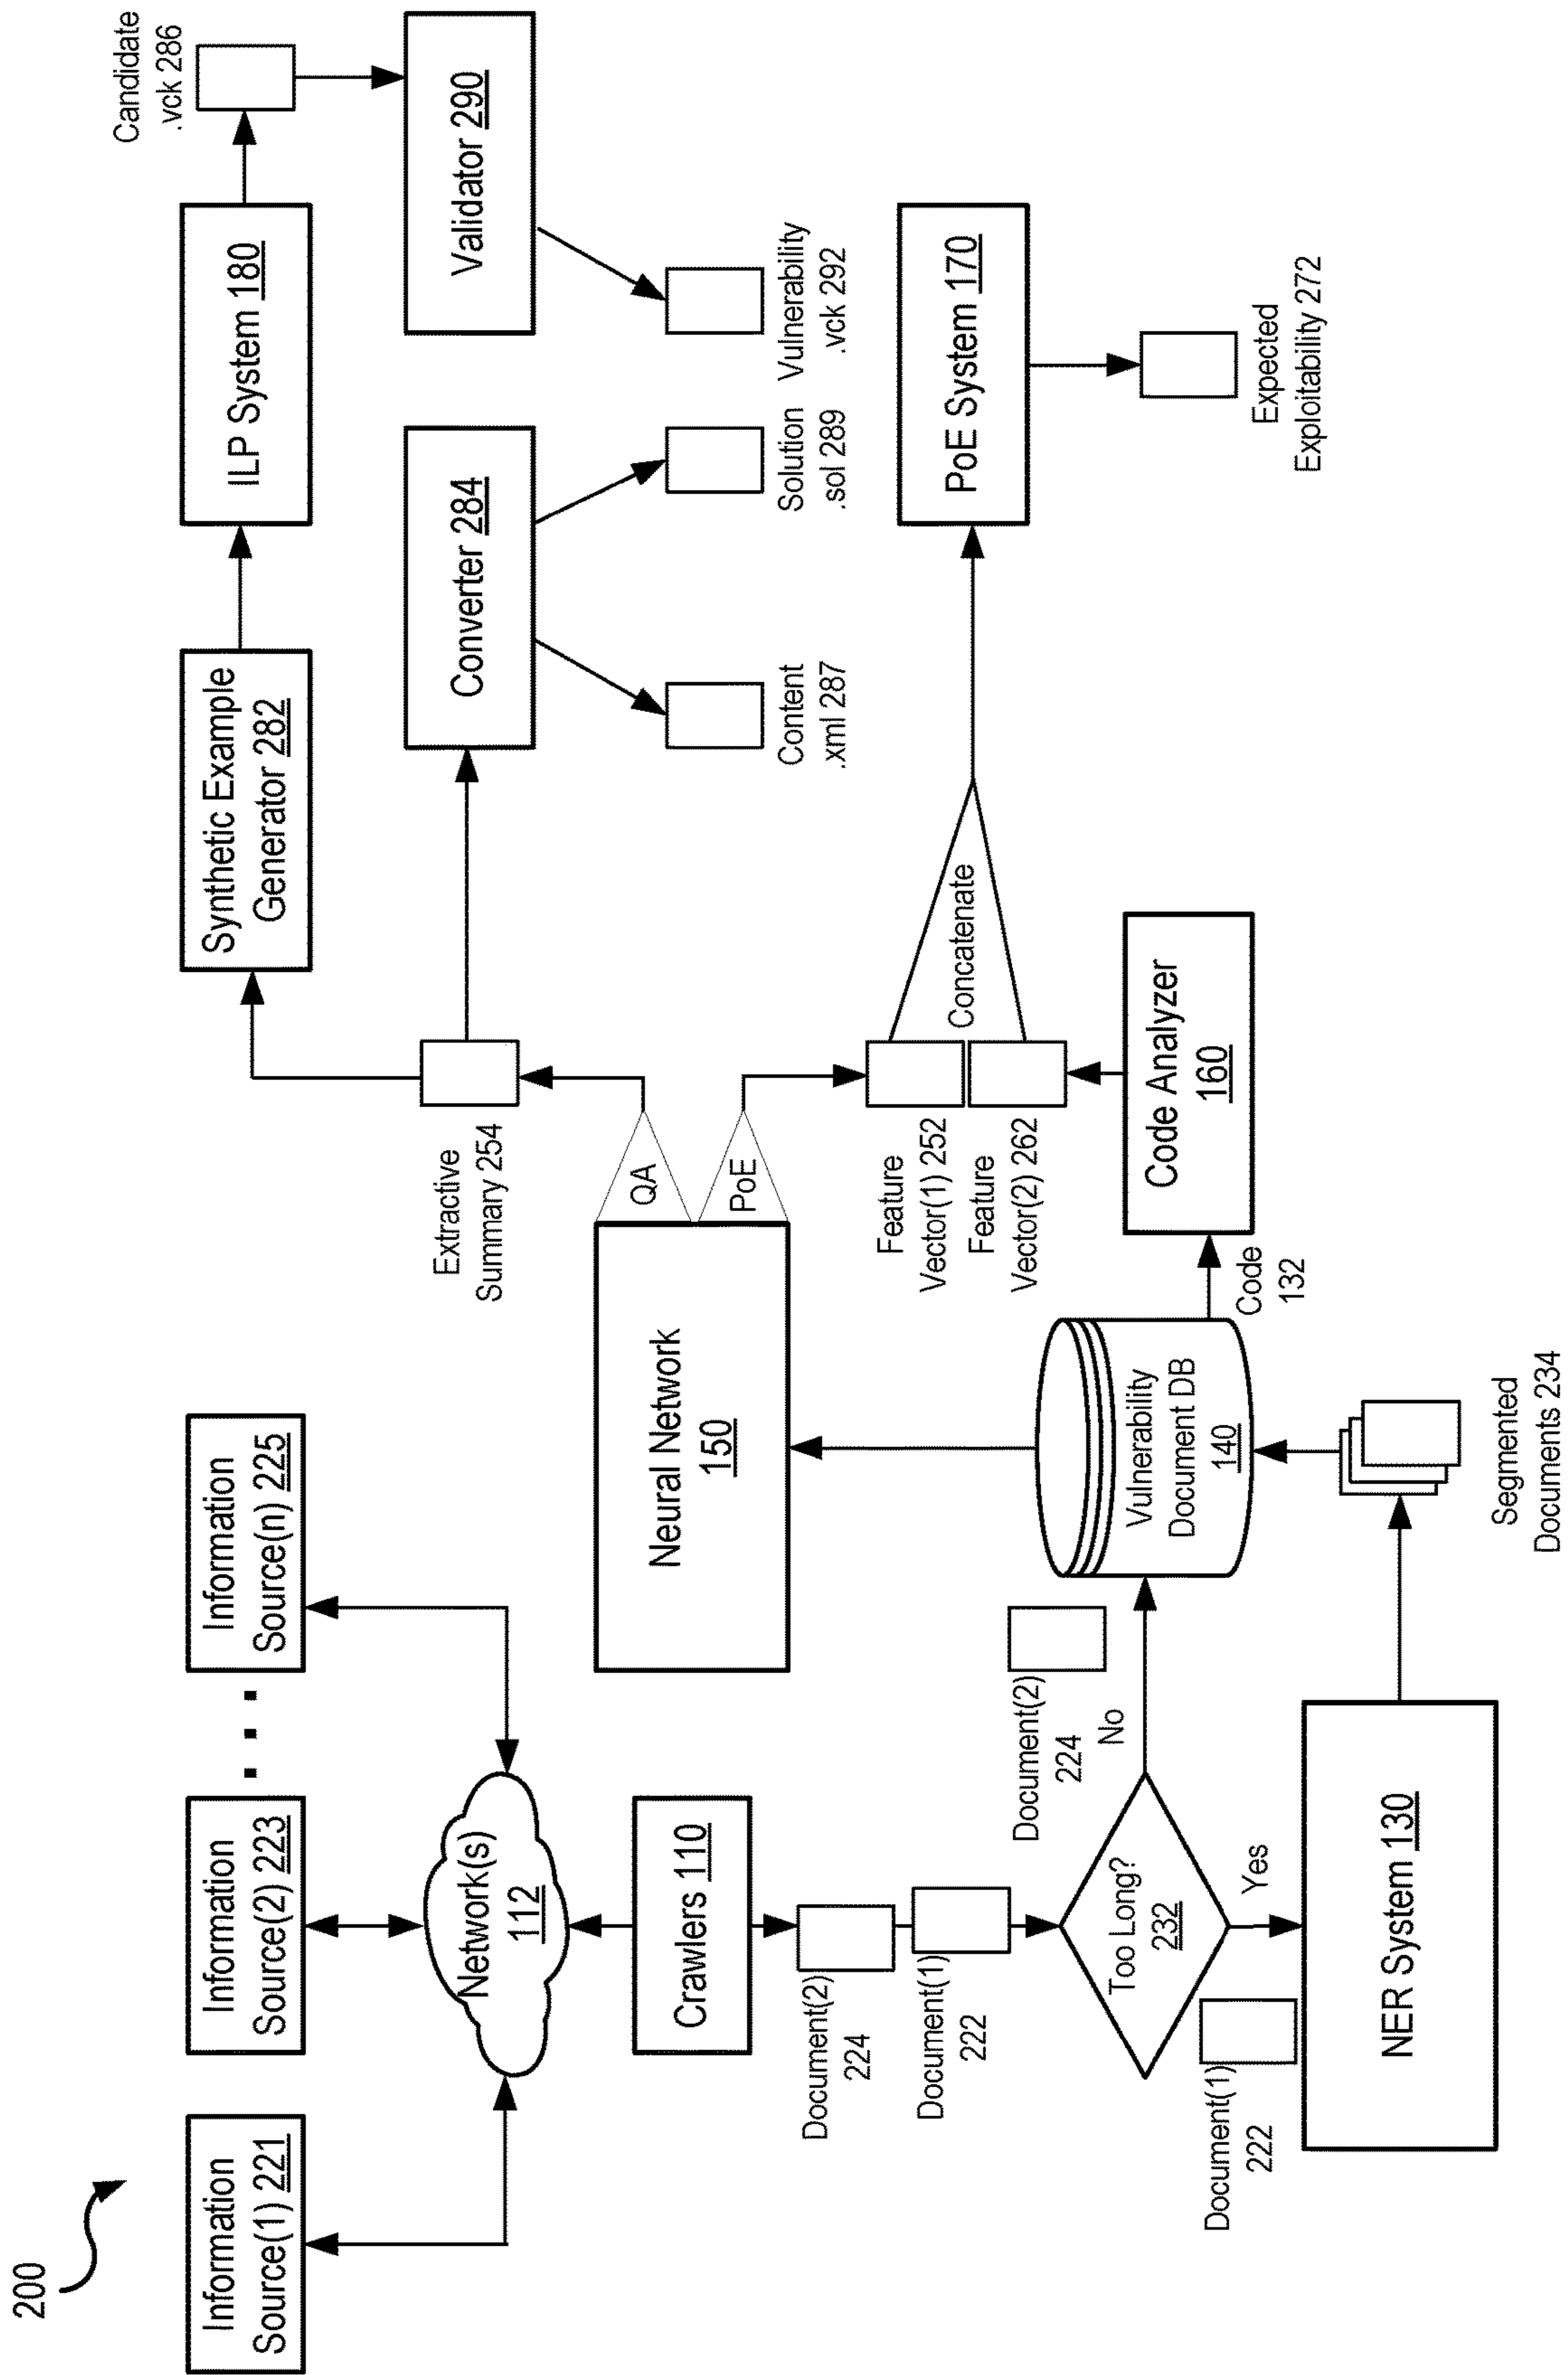 200
Information
Source(1) 221
Information
Source(2) 223
Information
Source(n) 225
Network(s)
112
Crawlers 110
Document(2)
224
Document(1)
222
Too Long?
232
No
Document(2)
224
Yes
Document(1)
222
NER System 130
Segmented
Documents 234
Vulnerability
Document DB
140
Code
132
Neural Network
150
QA
PoE
Extractive
Summary 254
Feature
Vector(1) 252
Feature
Vector(2) 262
Code Analyzer
160
Concatenate
Synthetic Example
Generator 282
ILP System 180
Candidate
.vck 286
Converter 284
Content
.xml 287
Solution
.sol 289
Validator 290
Vulnerability
.vck 292
PoE System 170
Expected
Exploitability 272